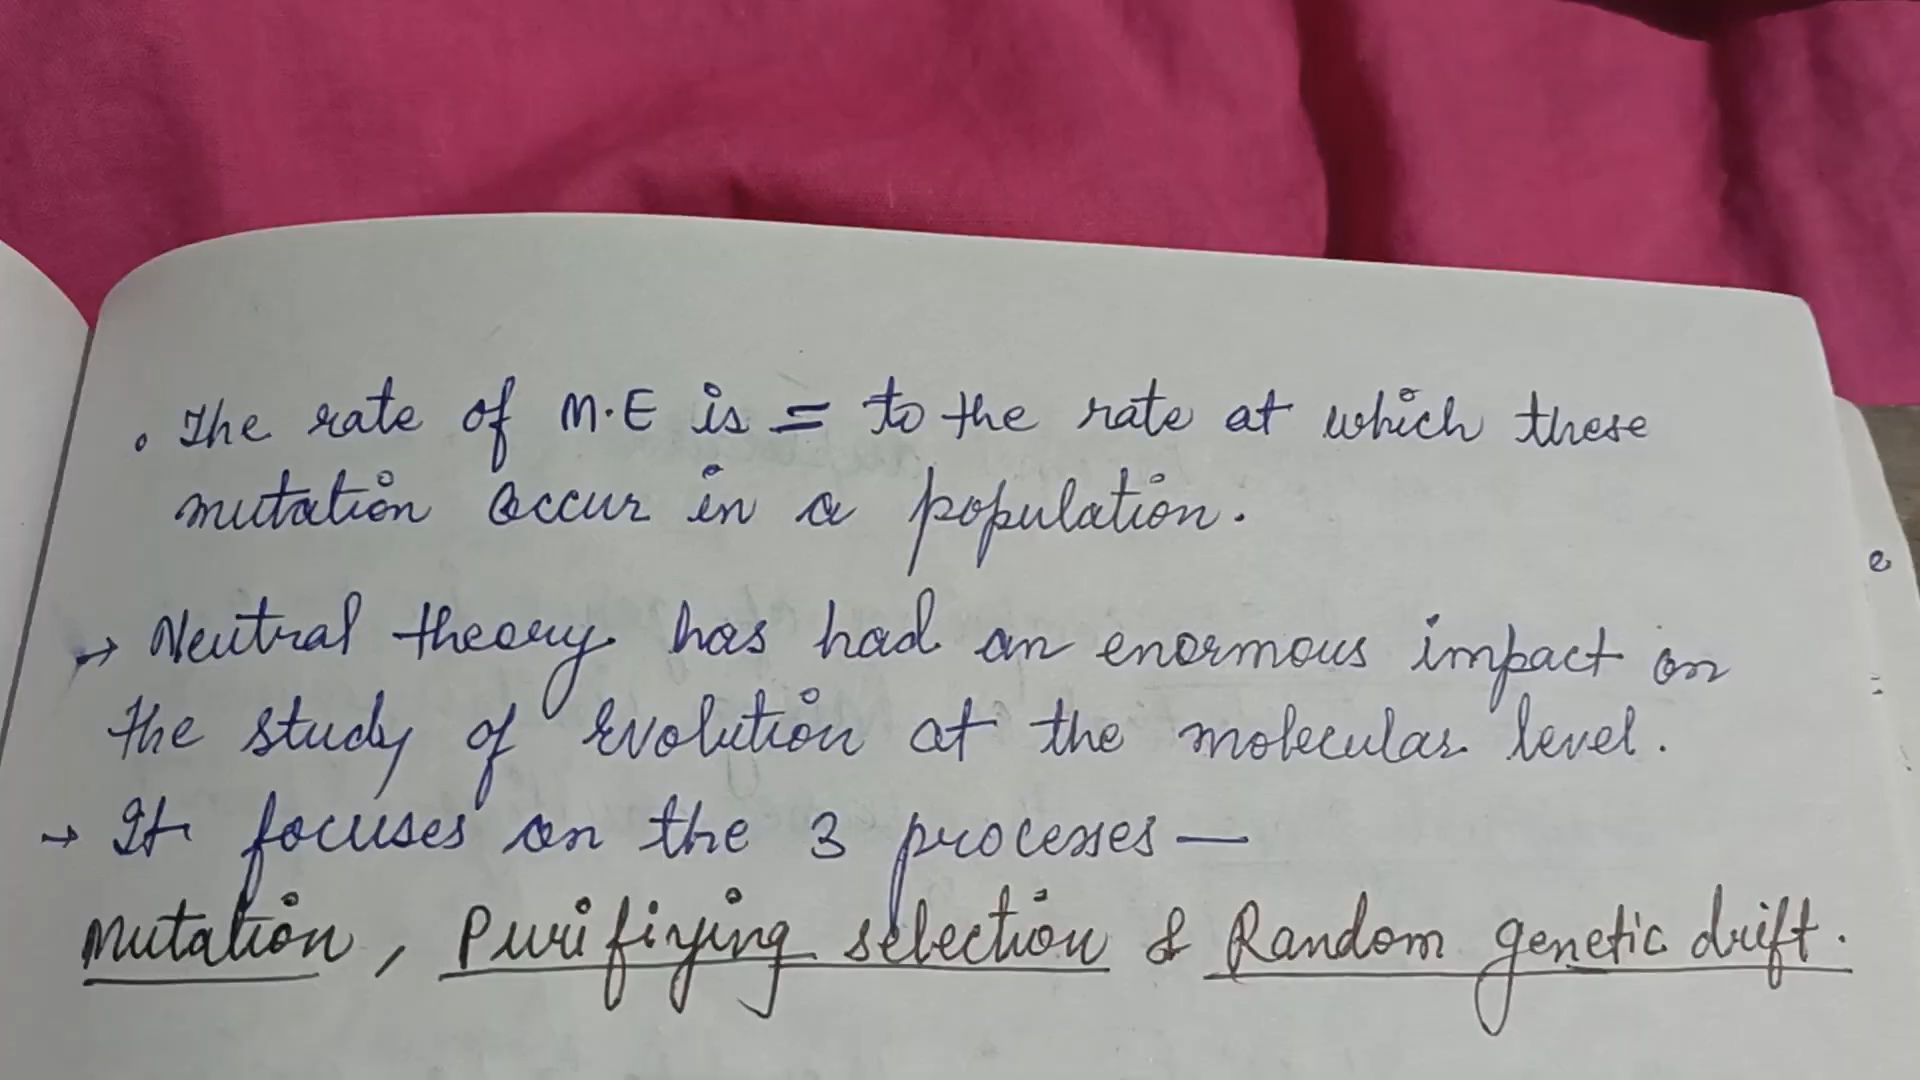 . The rate of M.E is = to the rate at which these
mutation occur in a population.
→ Neutral theory has had an enormous impact on
the study of evolution at the molecular level.
→ It focuses on the 3 processes —
Mutation, Purifiying selection & Random genetic drift.
e
=